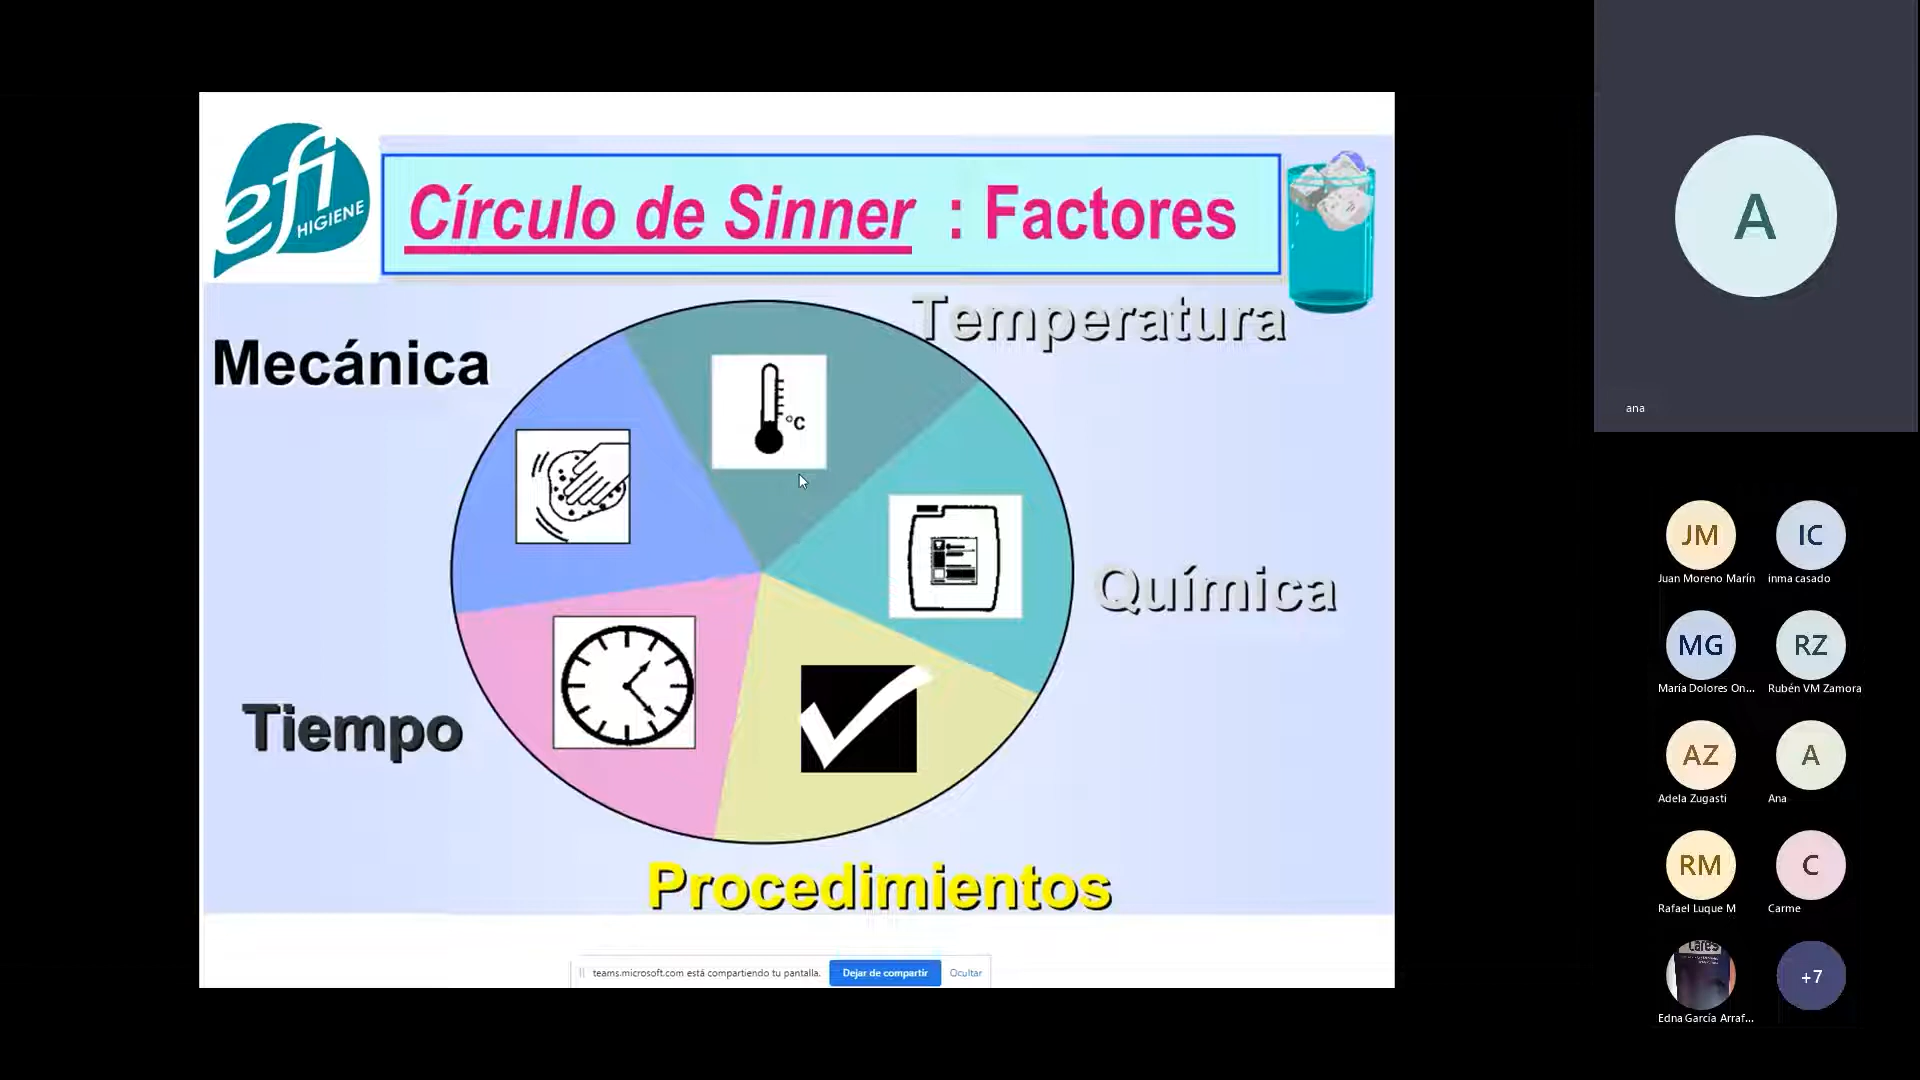 efi
HIGIENE
Círculo de Sinner : Factores
Temperatura
Mecánica
°C
Química
Tiempo
Procedimientos
teams.microsoft.com está compartiendo tu pantalla.
Dejar de compartir
Ocultar
A
ana
JM
IC
Juan Moreno Marín
inma casado
MG
RZ
María Dolores On...
Rubén VM Zamora
AZ
A
Adela Zugasti
Ana
RM
C
Rafael Luque M
Carme
Cares
+7
Edna García Arraf...